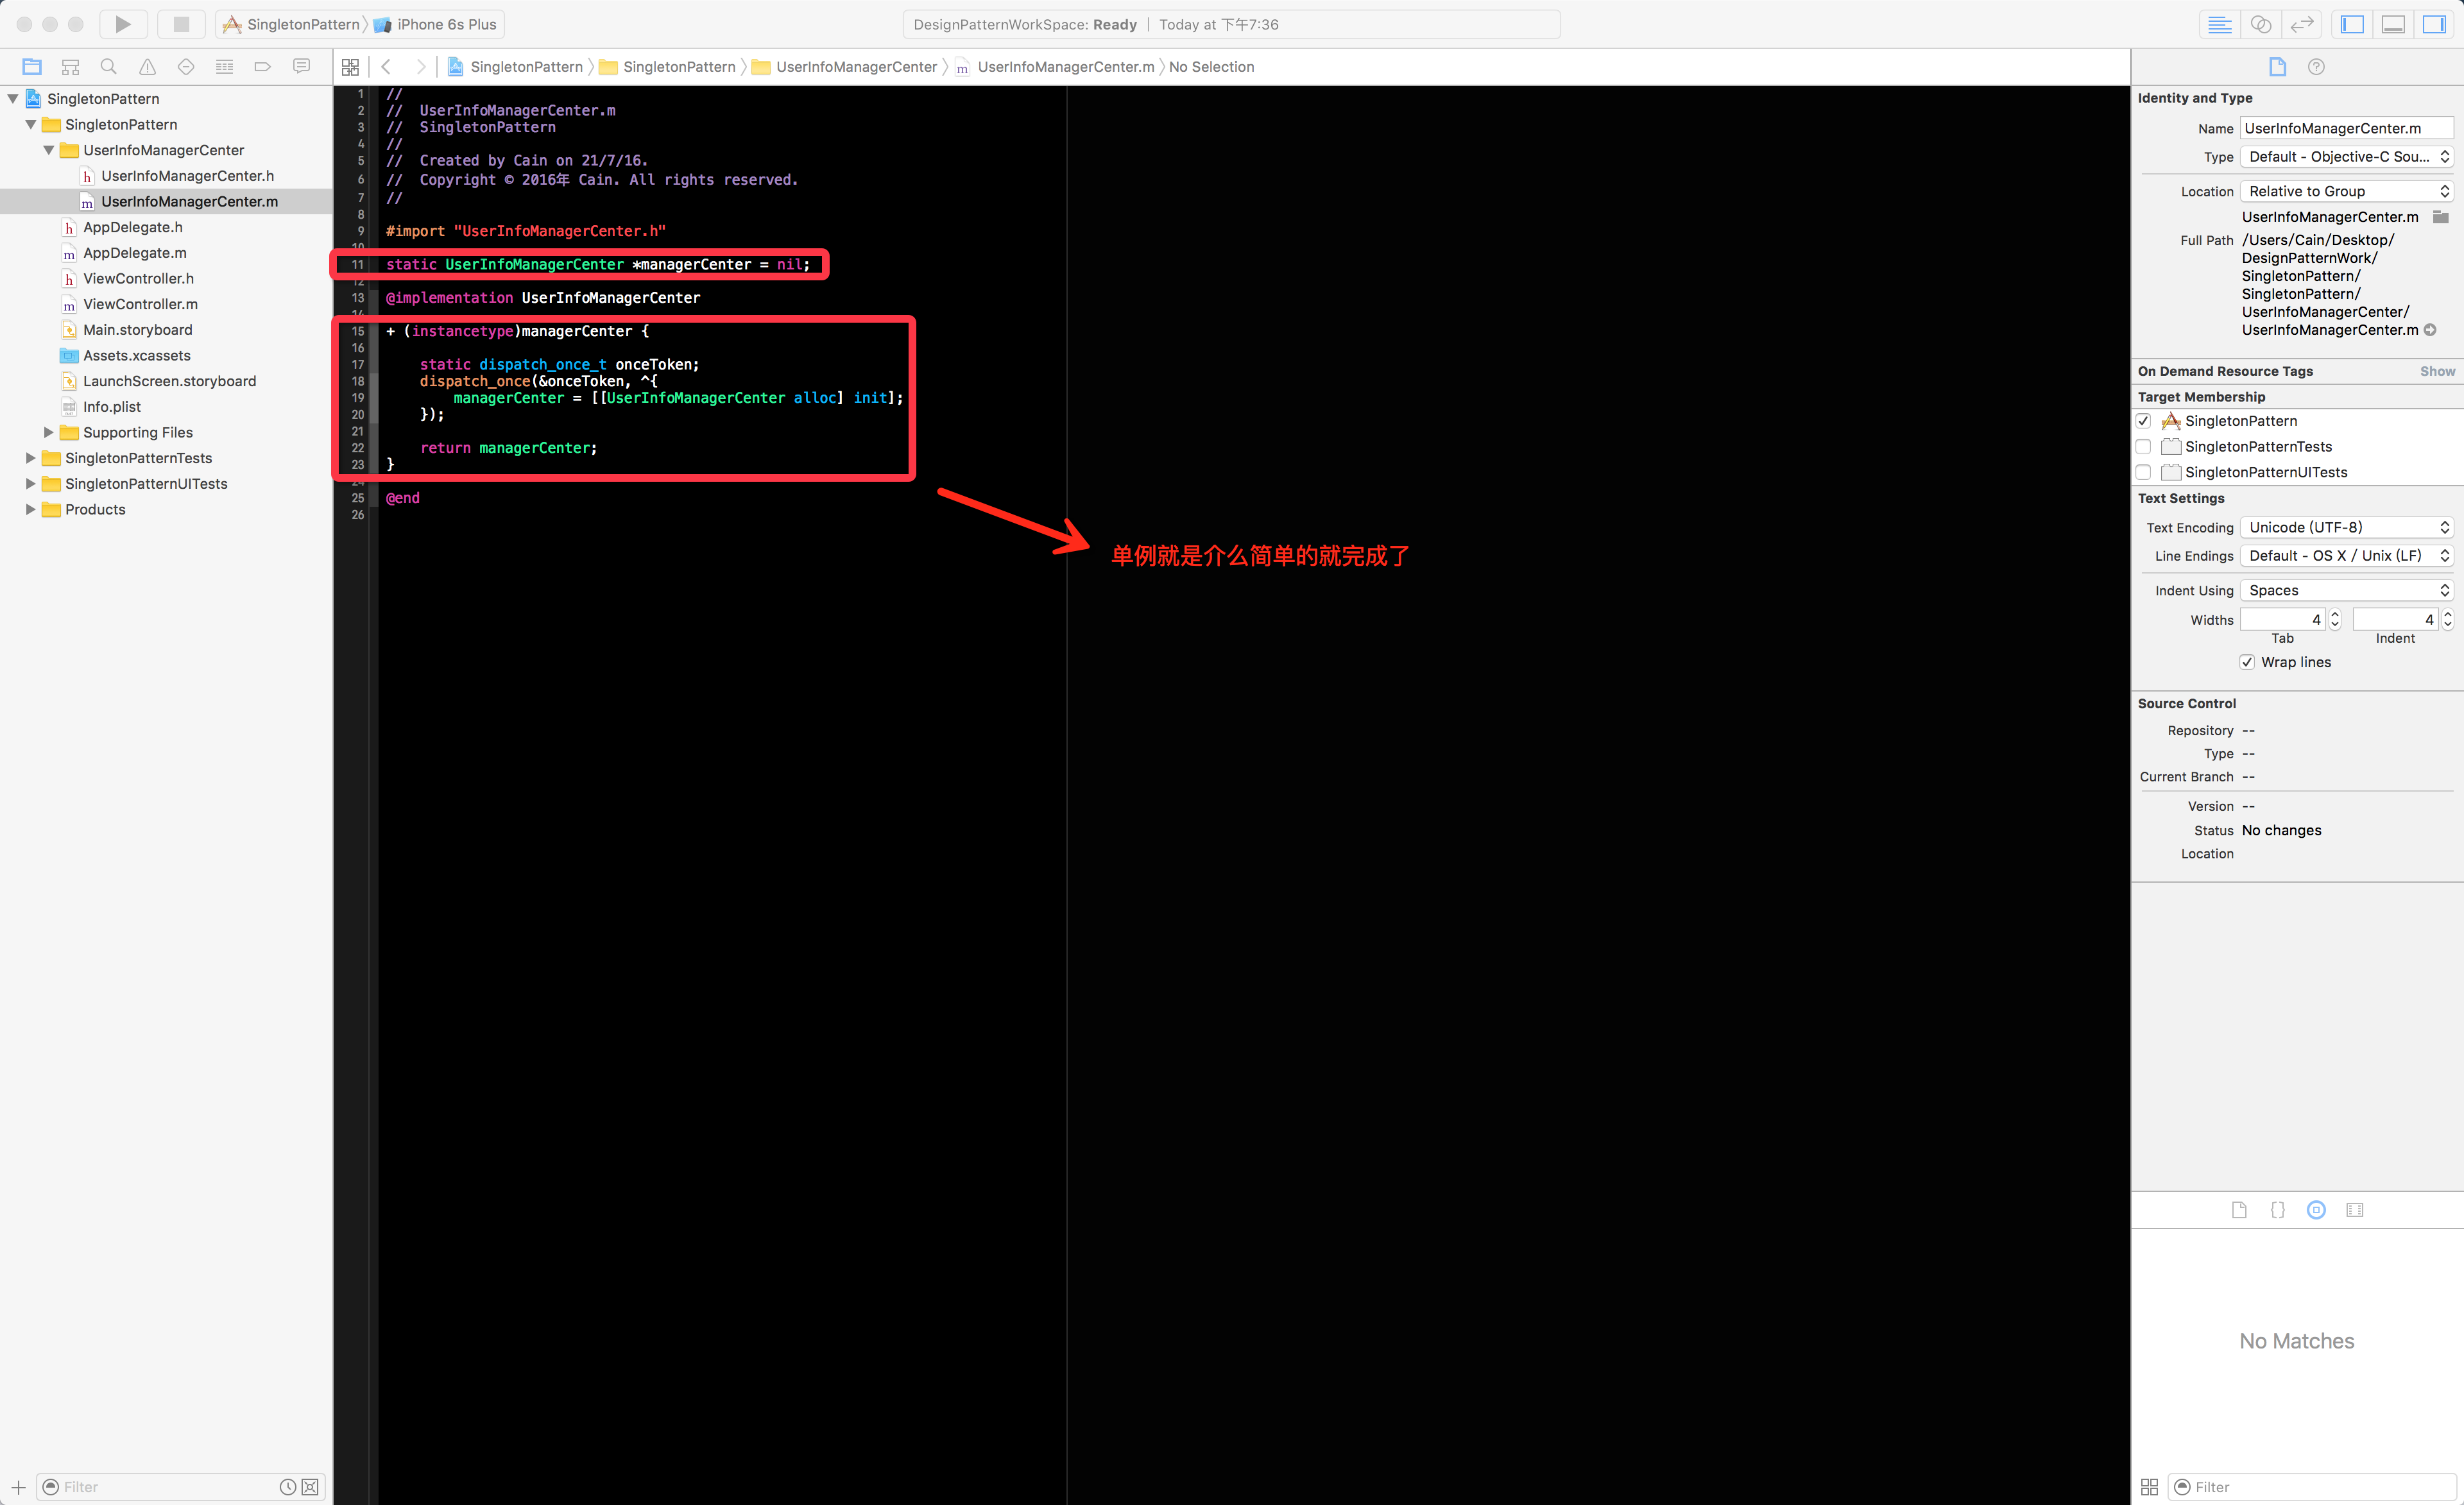 SingletonPattern 〉 iPhone 6s Plus
DesignPatternWorkSpace: Ready | Today at 下午7:36
SingletonPattern 〉 SingletonPattern 〉 UserInfoManagerCenter 〉 m UserInfoManagerCenter.m 〉 No Selection
SingletonPattern
SingletonPattern
UserInfoManagerCenter
h UserInfoManagerCenter.h
m UserInfoManagerCenter.m
h AppDelegate.h
m AppDelegate.m
h ViewController.h
m ViewController.m
Main.storyboard
Assets.xcassets
LaunchScreen.storyboard
Info.plist
Supporting Files
SingletonPatternTests
SingletonPatternUITests
Products
Filter
1 //
2 //  UserInfoManagerCenter.m
3 //  SingletonPattern
4 //
5 //  Created by Cain on 21/7/16.
6 //  Copyright © 2016年 Cain. All rights reserved.
7 //
8
9 #import "UserInfoManagerCenter.h"
10
11 static UserInfoManagerCenter *managerCenter = nil;
12
13 @implementation UserInfoManagerCenter
14
15 + (instancetype)managerCenter {
16
17     static dispatch_once_t onceToken;
18     dispatch_once(&onceToken, ^{
19         managerCenter = [[UserInfoManagerCenter alloc] init];
20     });
21
22     return managerCenter;
23 }
24
25 @end
26
单例就是介么简单的就完成了
Identity and Type
Name UserInfoManagerCenter.m
Type Default - Objective-C Sou...
Location Relative to Group
UserInfoManagerCenter.m
Full Path /Users/Cain/Desktop/
DesignPatternWork/
SingletonPattern/
SingletonPattern/
UserInfoManagerCenter/
UserInfoManagerCenter.m
On Demand Resource Tags Show
Target Membership
SingletonPattern
SingletonPatternTests
SingletonPatternUITests
Text Settings
Text Encoding Unicode (UTF-8)
Line Endings Default - OS X / Unix (LF)
Indent Using Spaces
Widths 4 4
Tab Indent
Wrap lines
Source Control
Repository --
Type --
Current Branch --
Version --
Status No changes
Location
No Matches
Filter